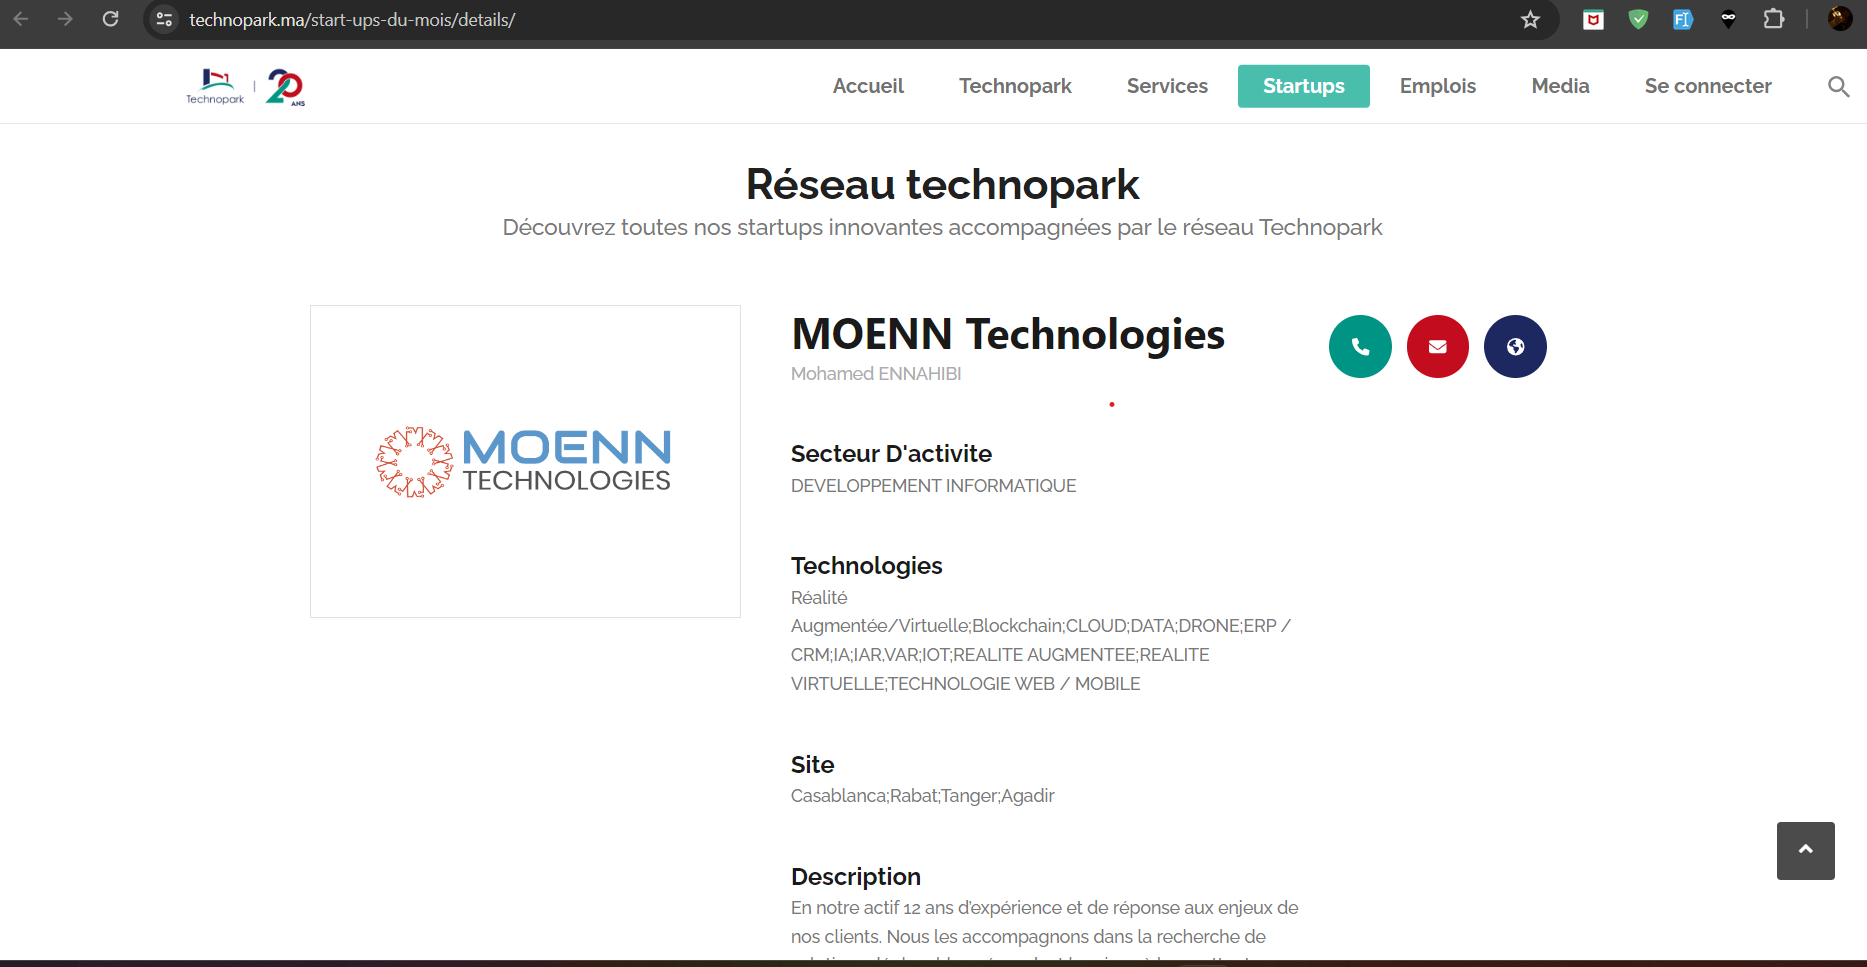 technopark.ma/start-ups-du-mois/details/
Technopark
20 ANS
Accueil
Technopark
Services
Startups
Emplois
Media
Se connecter
Réseau technopark
Découvrez toutes nos startups innovantes accompagnées par le réseau Technopark
MOENN
TECHNOLOGIES
MOENN Technologies
Mohamed ENNAHIBI
Secteur D'activite
DEVELOPPEMENT INFORMATIQUE
Technologies
Réalité
Augmentée/Virtuelle;Blockchain;CLOUD;DATA;DRONE;ERP /
CRM;IA;IAR,VAR;IOT;REALITE AUGMENTEE;REALITE
VIRTUELLE;TECHNOLOGIE WEB / MOBILE
Site
Casablanca;Rabat;Tanger;Agadir
Description
En notre actif 12 ans d'expérience et de réponse aux enjeux de
nos clients. Nous les accompagnons dans la recherche de